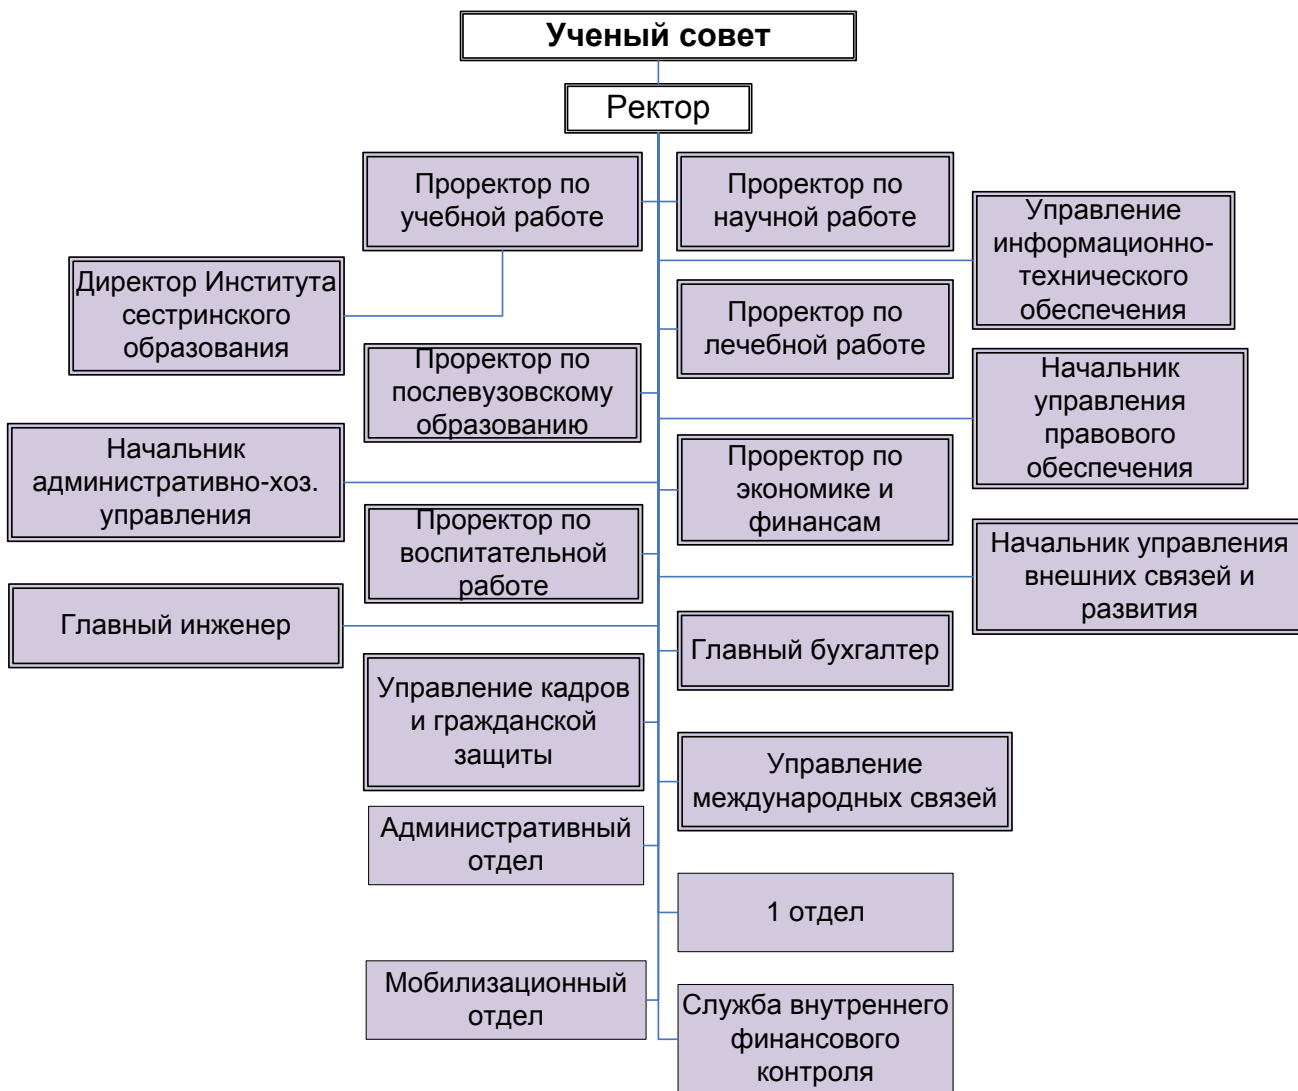 Ученый совет
Ректор
Проректор по
учебной работе
Проректор по
научной работе
Управление
информационно-
технического
обеспечения
Директор Института
сестринского
образования
Проректор по
лечебной работе
Проректор по
послевузовскому
образованию
Начальник
управления
правового
обеспечения
Начальник
административно-хоз.
управления
Проректор по
экономике и
финансам
Проректор по
воспитательной
работе
Начальник управления
внешних связей и
развития
Главный инженер
Главный бухгалтер
Управление кадров
и гражданской
защиты
Управление
международных связей
Административный
отдел
1 отдел
Мобилизационный
отдел
Служба внутреннего
финансового
контроля